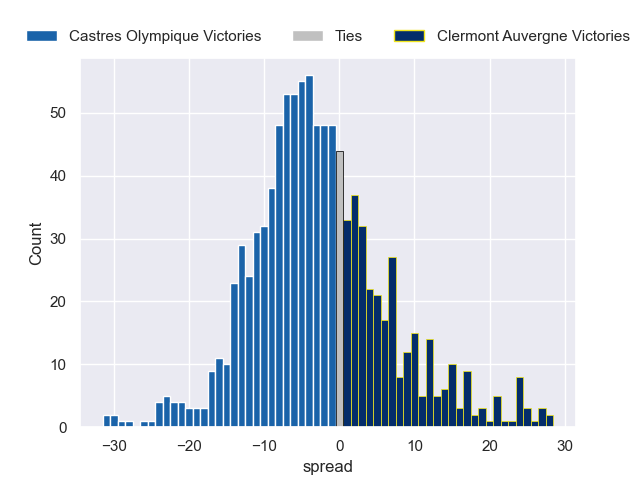 Castres Olympique Victories Ties Clermont Auvergne Victories
50
40
30
20
10
0
Count
−30 −20 −10 0 10 20 30
spread